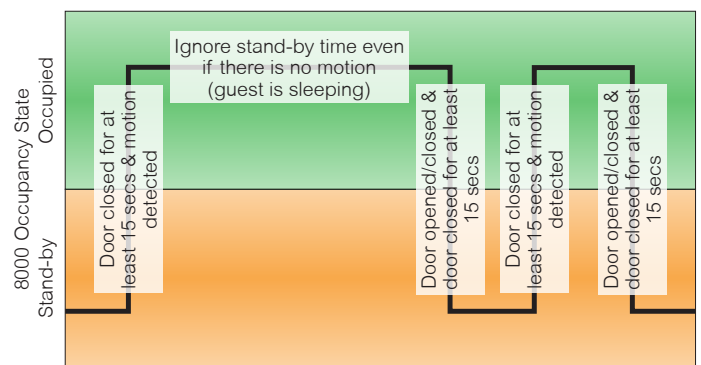 8000 Occupancy State
Occupied
Stand-by
Door closed for at
least 15 secs & motion
detected
Ignore stand-by time even
if there is no motion
(guest is sleeping)
Door opened/closed &
door closed for at least
15 secs
Door closed for at
least 15 secs & motion
detected
Door opened/closed &
door closed for at least
15 secs